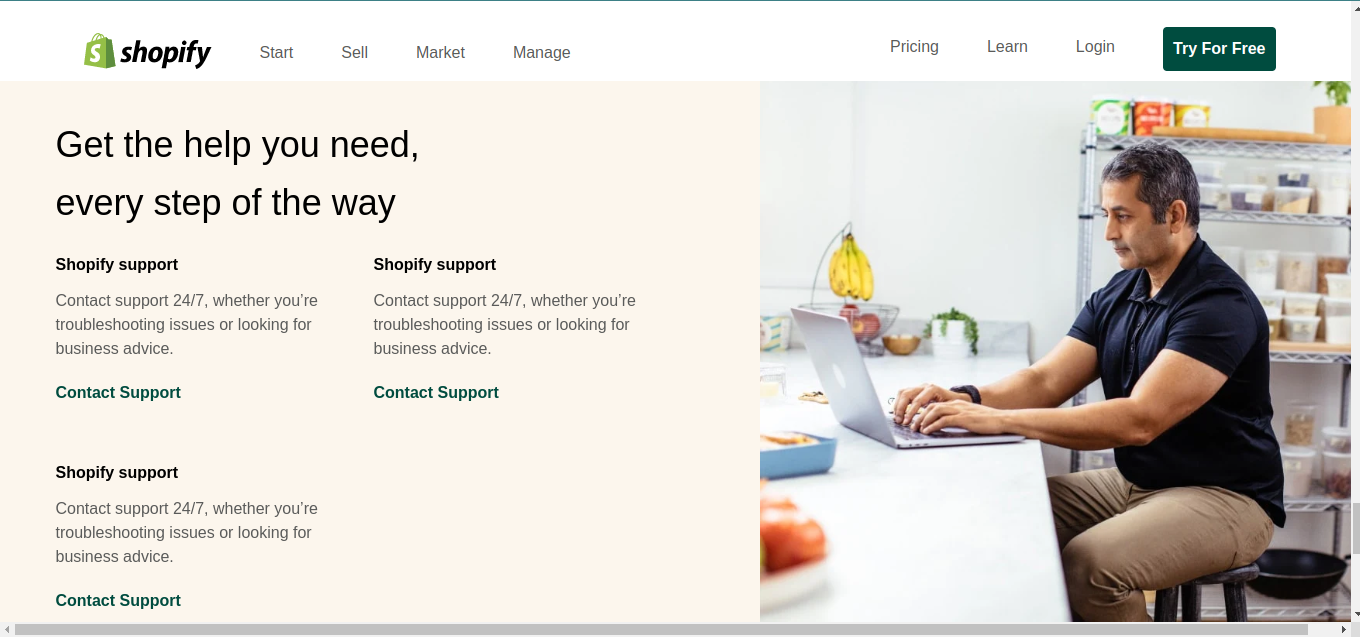 shopify
Start
Sell
Market
Manage
Pricing
Learn
Login
Try For Free
Get the help you need,
every step of the way
Shopify support
Contact support 24/7, whether you’re
troubleshooting issues or looking for
business advice.
Contact Support
Shopify support
Contact support 24/7, whether you’re
troubleshooting issues or looking for
business advice.
Contact Support
Shopify support
Contact support 24/7, whether you’re
troubleshooting issues or looking for
business advice.
Contact Support